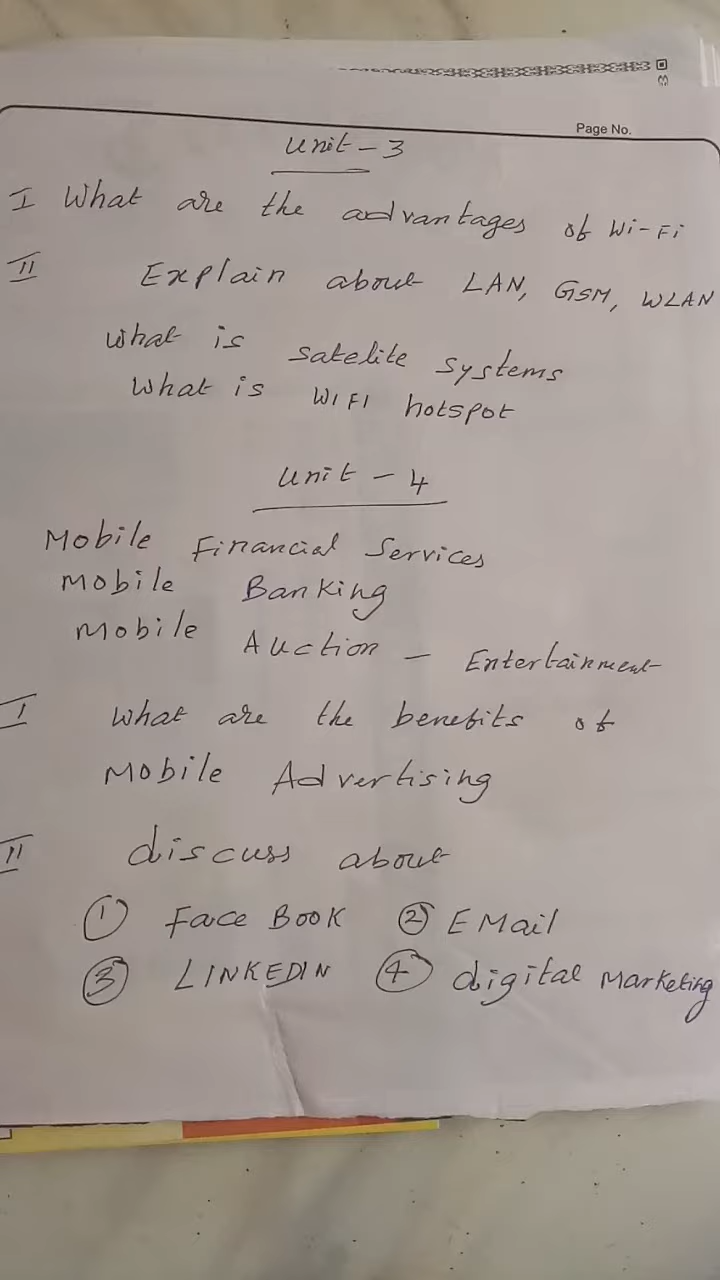 Page No.
Unit - 3
I What are the advantages of Wi-Fi
II Explain about LAN, GSM, WLAN
What is satelite systems
What is WIFI hotspot
Unit - 4
Mobile Financial Services
Mobile Banking
Mobile Auction - Entertainment
I What are the benefits of
Mobile Advertising
II discuss about
① Face Book ② EMail
③ LINKEDIN ④ digital Marketing